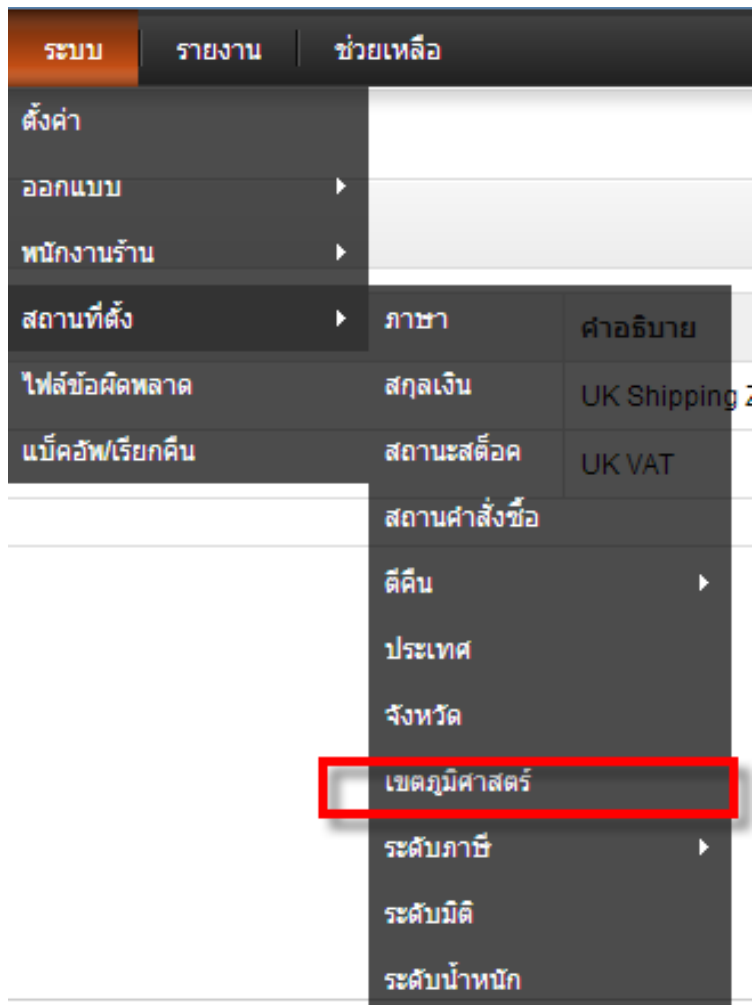 ระบบ รายงาน ช่วยเหลือ
ตั้งค่า
ออกแบบ
พนักงานร้าน
สถานที่ตั้ง
ไฟล์ข้อผิดพลาด
แบ็คอัพ/เรียกคืน
ภาษา
สกุลเงิน
สถานะสต็อค
สถานคำสั่งซื้อ
ตีคืน
ประเทศ
จังหวัด
เขตภูมิศาสตร์
ระดับภาษี
ระดับมิติ
ระดับน้ำหนัก
คำอธิบาย
UK Shipping Z
UK VAT